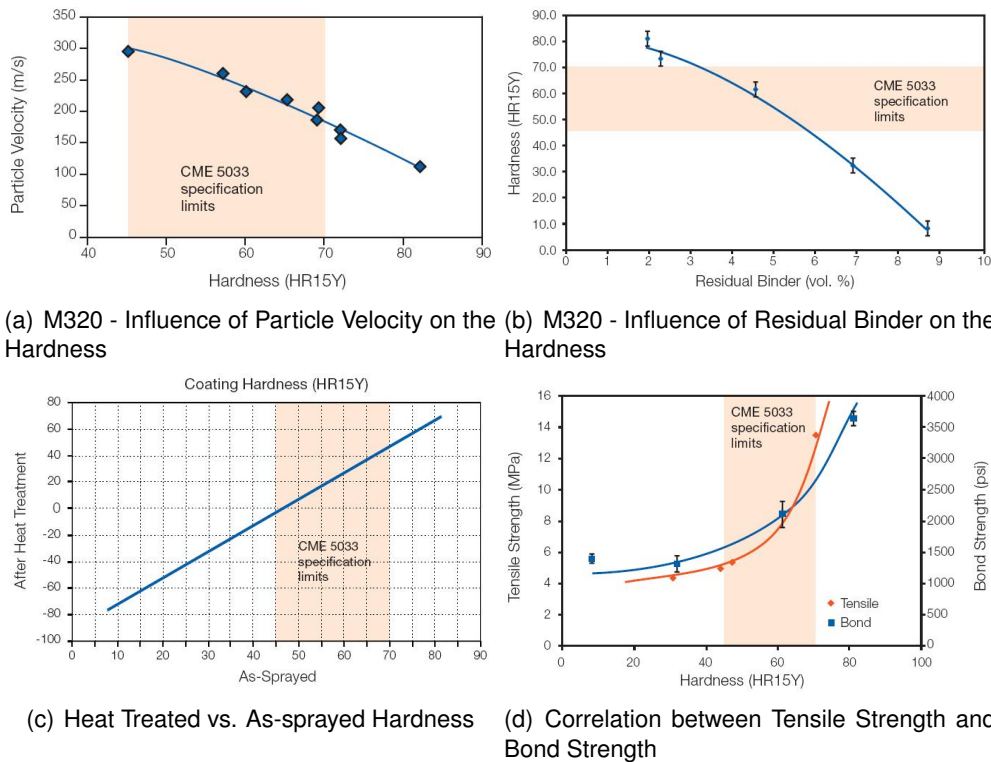 350
300
250
200
150
100
50
0
Particle Velocity (m/s)
CME 5033
specification
limits
40 50 60 70 80 90
Hardness (HR15Y)
(a) M320 - Influence of Particle Velocity on the
Hardness
90.0
80.0
70.0
60.0
50.0
40.0
30.0
20.0
10.0
0.0
Hardness (HR15Y)
CME 5033
specification
limits
0 1 2 3 4 5 6 7 8 9 10
Residual Binder (vol. %)
(b) M320 - Influence of Residual Binder on the
Hardness
Coating Hardness (HR15Y)
80
60
40
20
0
-20
-40
-60
-80
-100
After Heat Treatment
CME 5033
specification
limits
0 10 20 30 40 50 60 70 80 90
As-Sprayed
(c) Heat Treated vs. As-sprayed Hardness
16
14
12
10
8
6
4
2
0
Tensile Strength (MPa)
CME 5033
specification
limits
Tensile
Bond
4000
3500
3000
2500
2000
1500
1000
500
0
Bond Strength (psi)
0 20 40 60 80 100
Hardness (HR15Y)
(d) Correlation between Tensile Strength and
Bond Strength